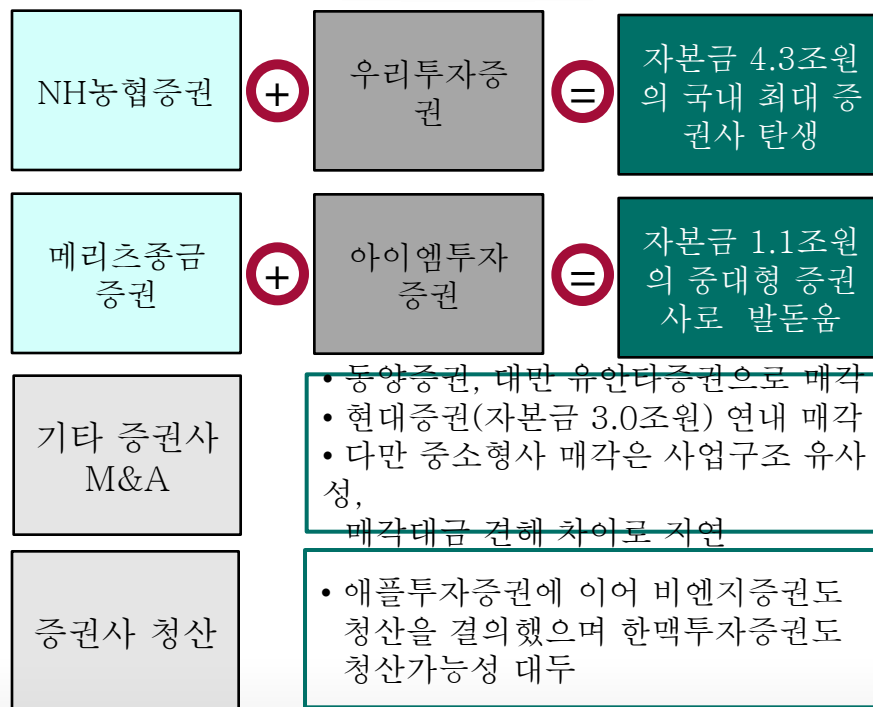 NH농협증권
+
우리투자증
권
=
자본금 4.3조원
의 국내 최대 증
권사 탄생
메리츠종금
증권
+
아이엠투자
증권
=
자본금 1.1조원
의 중대형 증권
사로 발돋움
기타 증권사
M&A
• 동양증권, 대만 유안타증권으로 매각
• 현대증권(자본금 3.0조원) 연내 매각
• 다만 중소형사 매각은 사업구조 유사
성,
매각대금 견해 차이로 지연
증권사 청산
• 애플투자증권에 이어 비엔지증권도
청산을 결의했으며 한맥투자증권도
청산가능성 대두